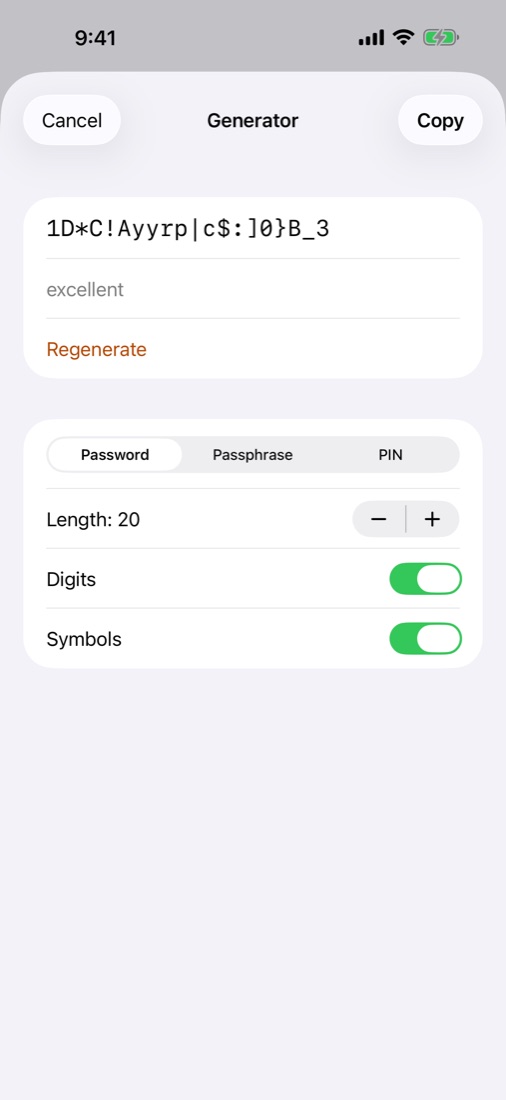 9:41
Cancel
Generator
Copy
1D*C!Ayyrp|c$:]0}B_3
excellent
Regenerate
Password
Passphrase
PIN
Length: 20
Digits
Symbols